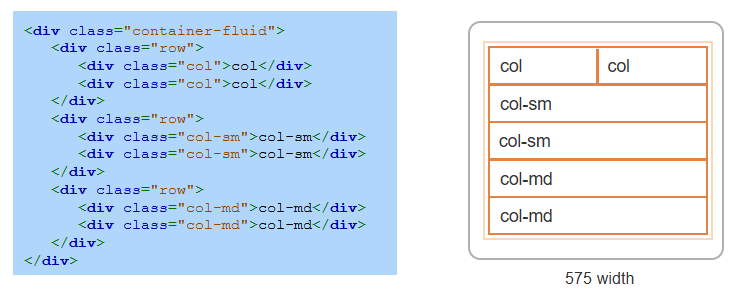 <div class="container-fluid">
<div class="row">
<div class="col">col</div>
<div class="col">col</div>
</div>
<div class="row">
<div class="col-sm">col-sm</div>
<div class="col-sm">col-sm</div>
</div>
<div class="row">
<div class="col-md">col-md</div>
<div class="col-md">col-md</div>
</div>
</div>
col col
col-sm
col-sm
col-md
col-md
575 width